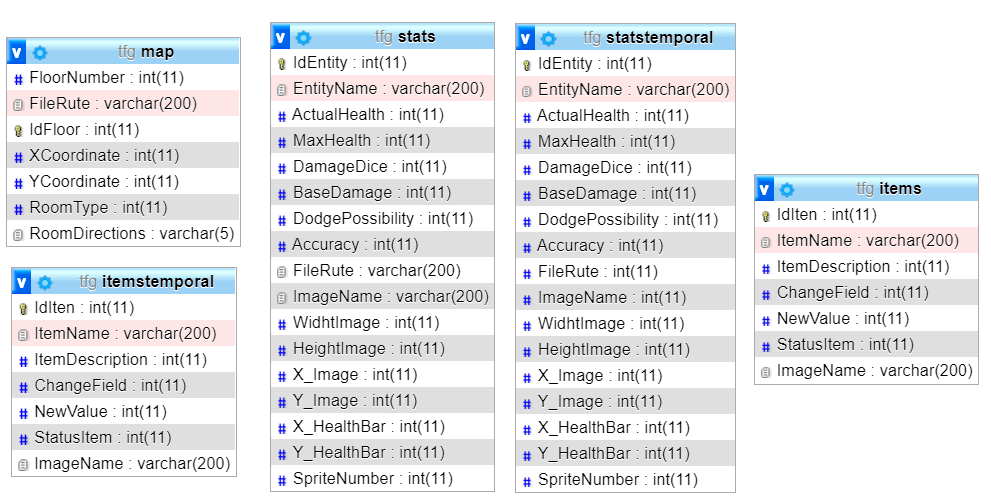 v tfg map
# FloorNumber : int(11)
FileRute : varchar(200)
IdFloor : int(11)
# XCoordinate : int(11)
# YCoordinate : int(11)
# RoomType : int(11)
RoomDirections : varchar(5)
v tfg itemstemporal
IdIten : int(11)
ItemName : varchar(200)
# ItemDescription : int(11)
# ChangeField : int(11)
# NewValue : int(11)
# StatusItem : int(11)
ImageName : varchar(200)
v tfg stats
IdEntity : int(11)
EntityName : varchar(200)
# ActualHealth : int(11)
# MaxHealth : int(11)
# DamageDice : int(11)
# BaseDamage : int(11)
# DodgePossibility : int(11)
# Accuracy : int(11)
FileRute : varchar(200)
ImageName : varchar(200)
# WidhtImage : int(11)
# HeightImage : int(11)
# X_Image : int(11)
# Y_Image : int(11)
# X_HealthBar : int(11)
# Y_HealthBar : int(11)
# SpriteNumber : int(11)
v tfg statstemporal
IdEntity : int(11)
EntityName : varchar(200)
# ActualHealth : int(11)
# MaxHealth : int(11)
# DamageDice : int(11)
# BaseDamage : int(11)
# DodgePossibility : int(11)
# Accuracy : int(11)
# FileRute : int(11)
# ImageName : int(11)
# WidhtImage : int(11)
# HeightImage : int(11)
# X_Image : int(11)
# Y_Image : int(11)
# X_HealthBar : int(11)
# Y_HealthBar : int(11)
# SpriteNumber : int(11)
v tfg items
IdIten : int(11)
ItemName : varchar(200)
# ItemDescription : int(11)
# ChangeField : int(11)
# NewValue : int(11)
# StatusItem : int(11)
ImageName : varchar(200)